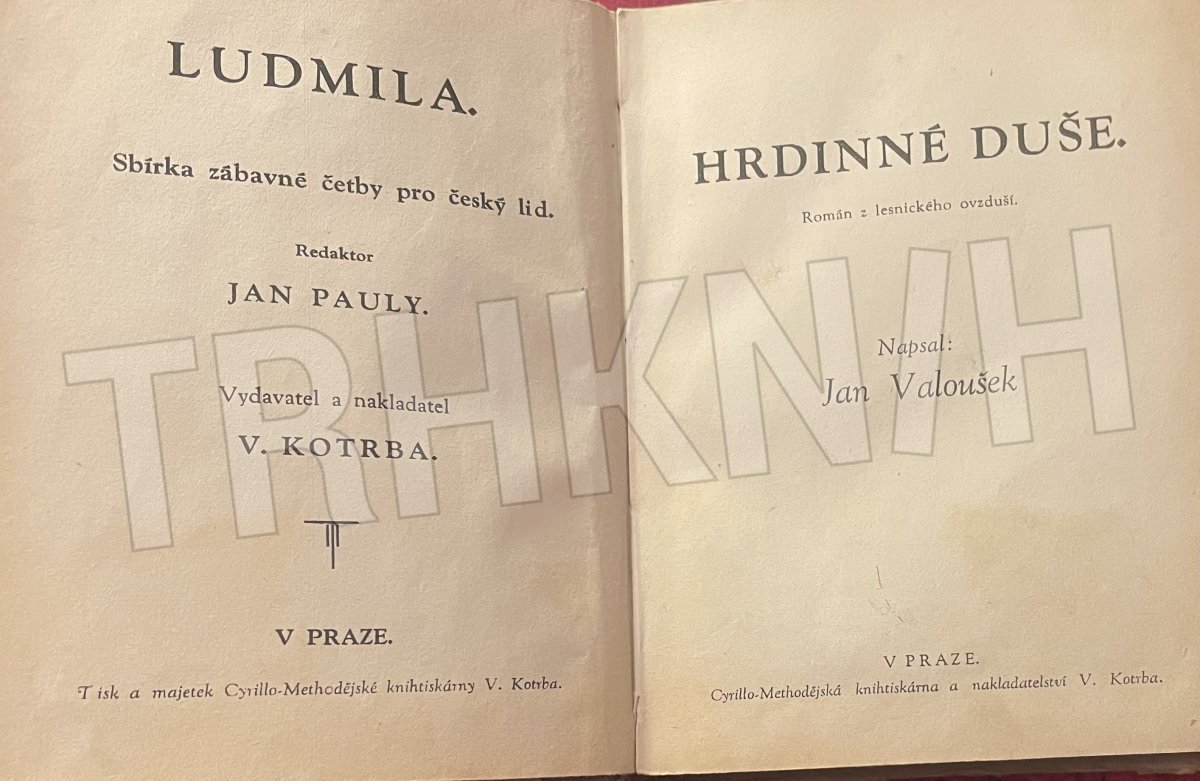 LUDMILA.
Sbírka zábavné četby pro český lid.
Redaktor
JAN PAULY.
Vydavatel a nakladatel
V. KOTRBA.
V PRAZE.
Tisk a majetek Cyrillo-Methodějské knihtiskárny V. Kotrba.
HRDINNÉ DUŠE.
Román z lesnického ovzduší.
Napsal:
Jan Valoušek
V PRAZE.
Cyrillo-Methodějská knihtiskárna a nakladatelství V. Kotrba.
TRHKNIH